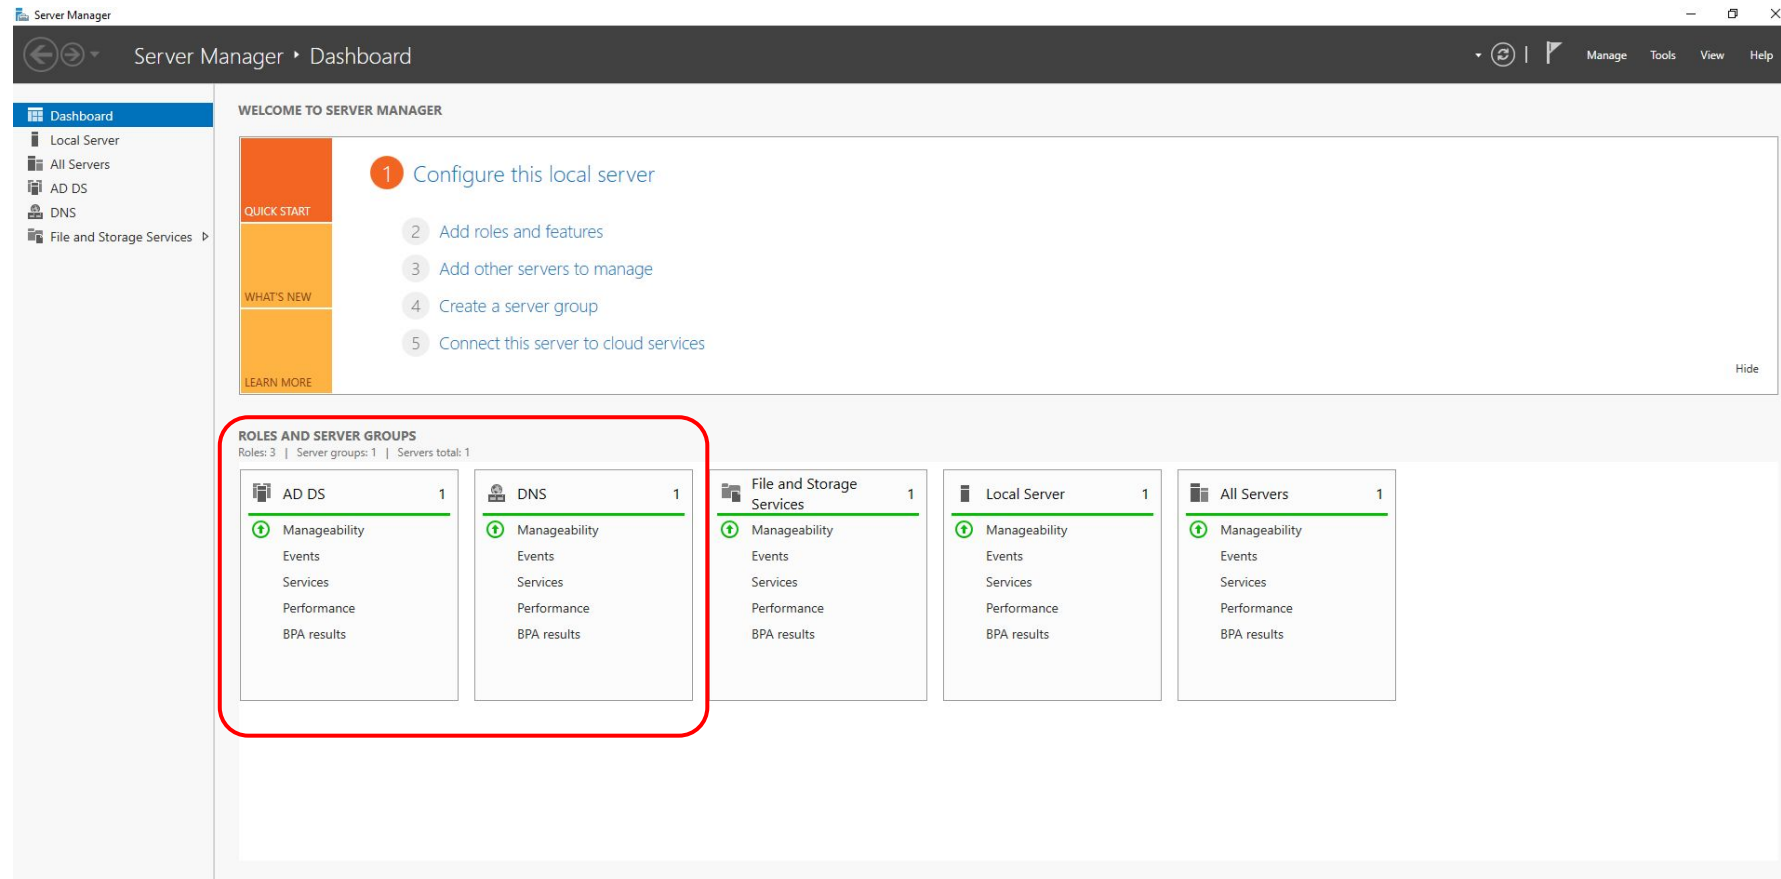 Server Manager
Server Manager ‣ Dashboard
Manage Tools View Help
Dashboard
Local Server
All Servers
AD DS
DNS
File and Storage Services
WELCOME TO SERVER MANAGER
QUICK START
WHAT'S NEW
LEARN MORE
1 Configure this local server
2 Add roles and features
3 Add other servers to manage
4 Create a server group
5 Connect this server to cloud services
Hide
ROLES AND SERVER GROUPS
Roles: 3 | Server groups: 1 | Servers total: 1
AD DS 1
Manageability
Events
Services
Performance
BPA results
DNS 1
Manageability
Events
Services
Performance
BPA results
File and Storage
Services 1
Manageability
Events
Services
Performance
BPA results
Local Server 1
Manageability
Events
Services
Performance
BPA results
All Servers 1
Manageability
Events
Services
Performance
BPA results